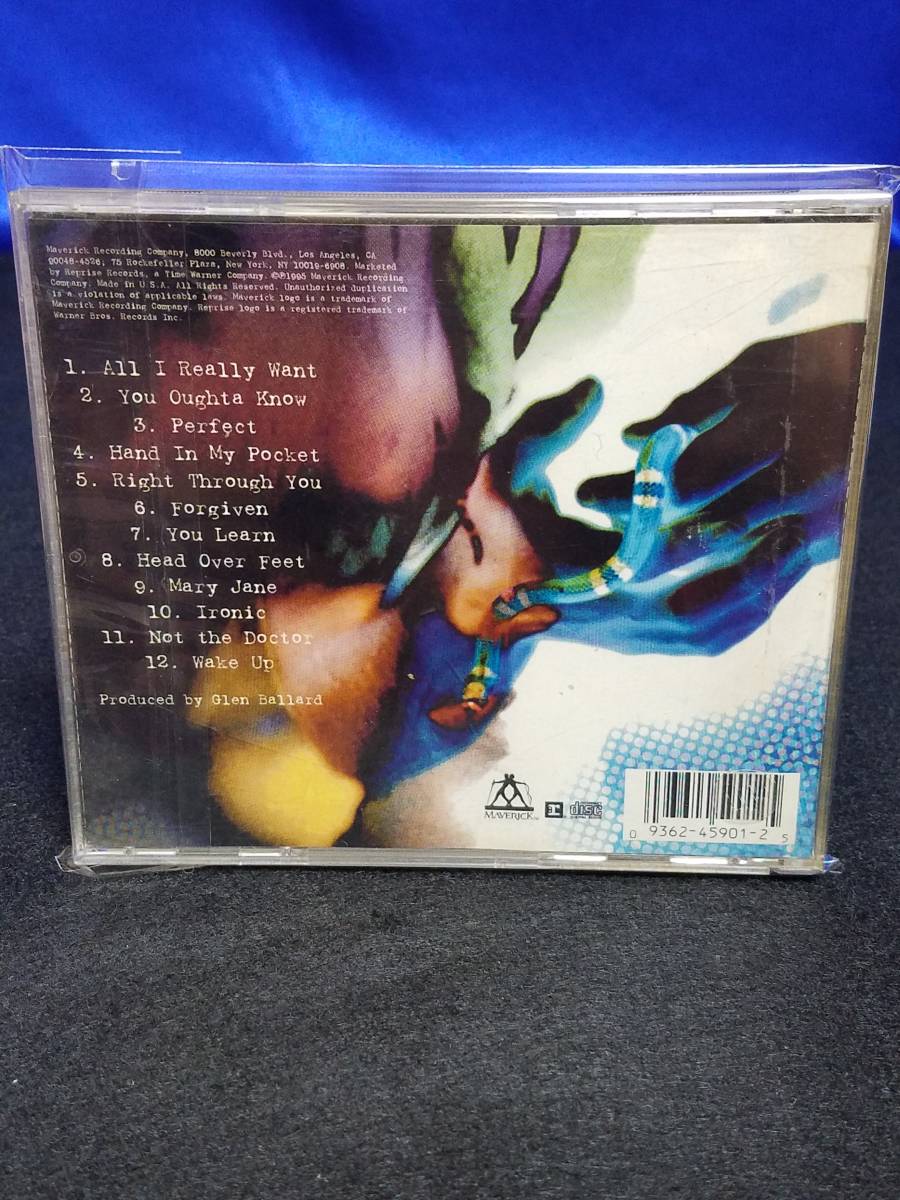 Maverick Recording Company, 8000 Beverly Blvd., Los Angeles, CA
90048-4526; 75 Rockefeller Plaza, New York, NY 10019-6908. Marketed
by Reprise Records, a Time Warner Company. ©℗1995 Maverick Recording
Company. Made in U.S.A. All Rights Reserved. Unauthorized duplication
is a violation of applicable laws. Maverick logo is a trademark of
Maverick Recording Company. Reprise logo is a registered trademark of
Warner Bros. Records Inc.
1. All I Really Want
2. You Oughta Know
3. Perfect
4. Hand In My Pocket
5. Right Through You
6. Forgiven
7. You Learn
8. Head Over Feet
9. Mary Jane
10. Ironic
11. Not the Doctor
12. Wake Up
Produced by Glen Ballard
MAVERICK
disc
0 9362-45901-2 5